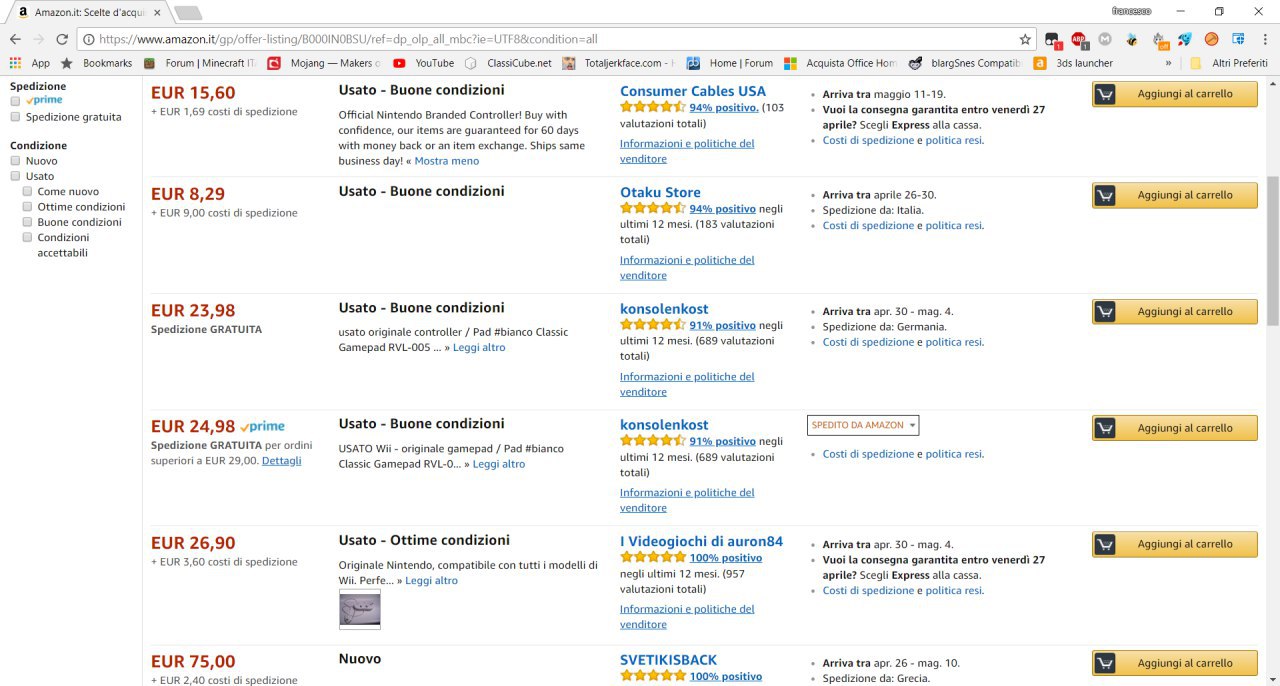 Amazon.it: Scelte d'acqui
francesco
https://www.amazon.it/gp/offer-listing/B000IN0BSU/ref=dp_olp_all_mbc?ie=UTF8&condition=all
App
Bookmarks
Forum | Minecraft IT
Mojang — Makers o
YouTube
ClassiCube.net
Totaljerkface.com - H
He | Forum
Acquista Office Hom
blargSnesCompatib
3ds launcher
»
Altri Preferiti
Spedizione
prime
Spedizione gratuita
Condizione
Nuovo
Usato
Come nuovo
Ottime condizioni
Buone condizioni
Condizioni
accettabili
EUR 15,60
+ EUR 1,69 costi di spedizione
Usato - Buone condizioni
Official Nintendo Branded Controller! Buy with
confidence, our items are guaranteed for 60 days
with money back or an item exchange. Ships same
business day! « Mostra meno
Consumer Cables USA
94% positivo. (103
valutazioni totali)
Informazioni e politiche del
venditore
Arriva tra maggio 11-19.
Vuoi la consegna garantita entro venerdì 27
aprile? Scegli Express alla cassa.
Costi di spedizione e politica resi.
Aggiungi al carrello
EUR 8,29
+ EUR 9,00 costi di spedizione
Usato - Buone condizioni
Otaku Store
94% positivo negli
ultimi 12 mesi. (183 valutazioni
totali)
Informazioni e politiche del
venditore
Arriva tra aprile 26-30.
Spedizione da: Italia.
Costi di spedizione e politica resi.
Aggiungi al carrello
EUR 23,98
Spedizione GRATUITA
Usato - Buone condizioni
usato originale controller / Pad #bianco Classic
Gamepad RVL-005 ... » Leggi altro
konsolenkost
91% positivo negli
ultimi 12 mesi. (689 valutazioni
totali)
Informazioni e politiche del
venditore
Arriva tra apr. 30 - mag. 4.
Spedizione da: Germania.
Costi di spedizione e politica resi.
Aggiungi al carrello
EUR 24,98 prime
Spedizione GRATUITA per ordini
superiori a EUR 29,00. Dettagli
Usato - Buone condizioni
USATO Wii - originale gamepad / Pad #bianco
Classic Gamepad RVL-0... » Leggi altro
konsolenkost
91% positivo negli
ultimi 12 mesi. (689 valutazioni
totali)
Informazioni e politiche del
venditore
SPEDITO DA AMAZON
Costi di spedizione e politica resi.
Aggiungi al carrello
EUR 26,90
+ EUR 3,60 costi di spedizione
Usato - Ottime condizioni
Originale Nintendo, compatibile con tutti i modelli di
Wii. Perfe... » Leggi altro
I Videogiochi di auron84
100% positivo
negli ultimi 12 mesi. (957
valutazioni totali)
Informazioni e politiche del
venditore
Arriva tra apr. 30 - mag. 4.
Vuoi la consegna garantita entro venerdì 27
aprile? Scegli Express alla cassa.
Costi di spedizione e politica resi.
Aggiungi al carrello
EUR 75,00
+ EUR 2,40 costi di spedizione
Nuovo
SVETIKISBACK
100% positivo
Arriva tra apr. 26 - mag. 10.
Spedizione da: Grecia.
Aggiungi al carrello